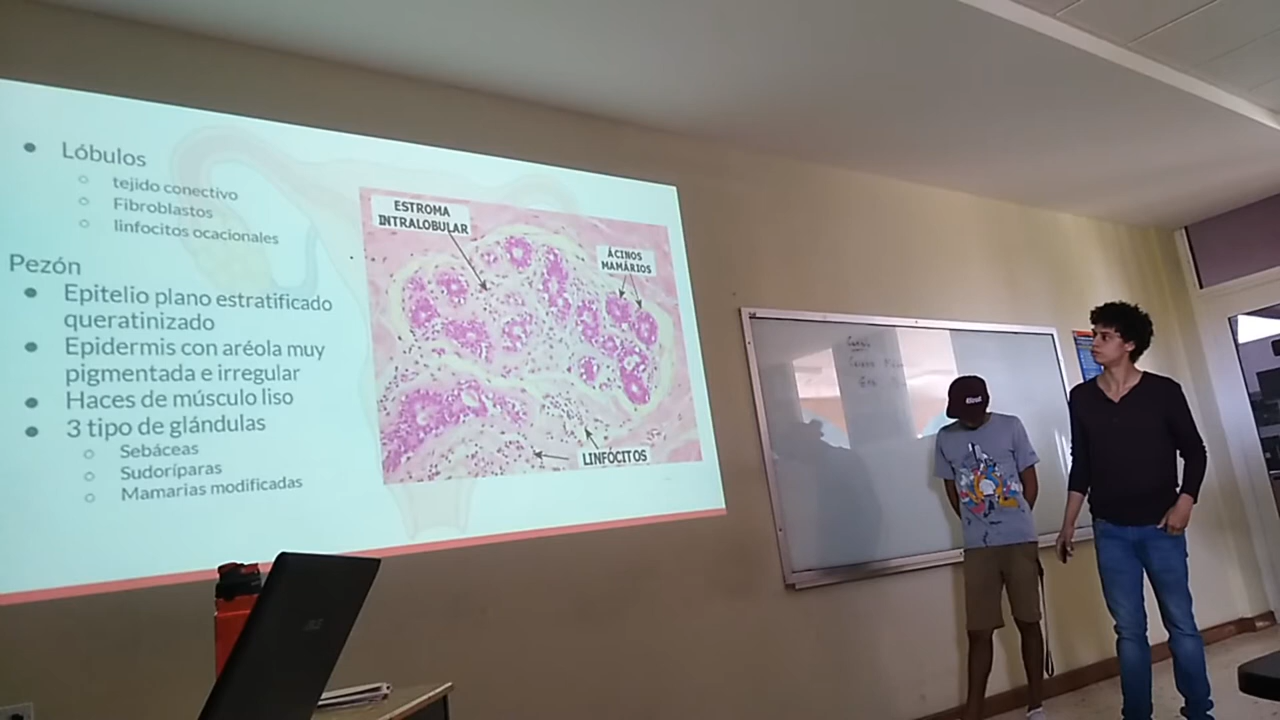 Lóbulos
tejido conectivo
Fibroblastos
linfocitos ocacionales
Pezón
Epitelio plano estratificado
queratinizado
Epidermis con aréola muy
pigmentada e irregular
Haces de músculo liso
3 tipo de glándulas
Sebáceas
Sudoríparas
Mamarias modificadas
ESTROMA
INTRALOBULAR
ÁCINOS
MAMÁRIOS
LINFÓCITOS